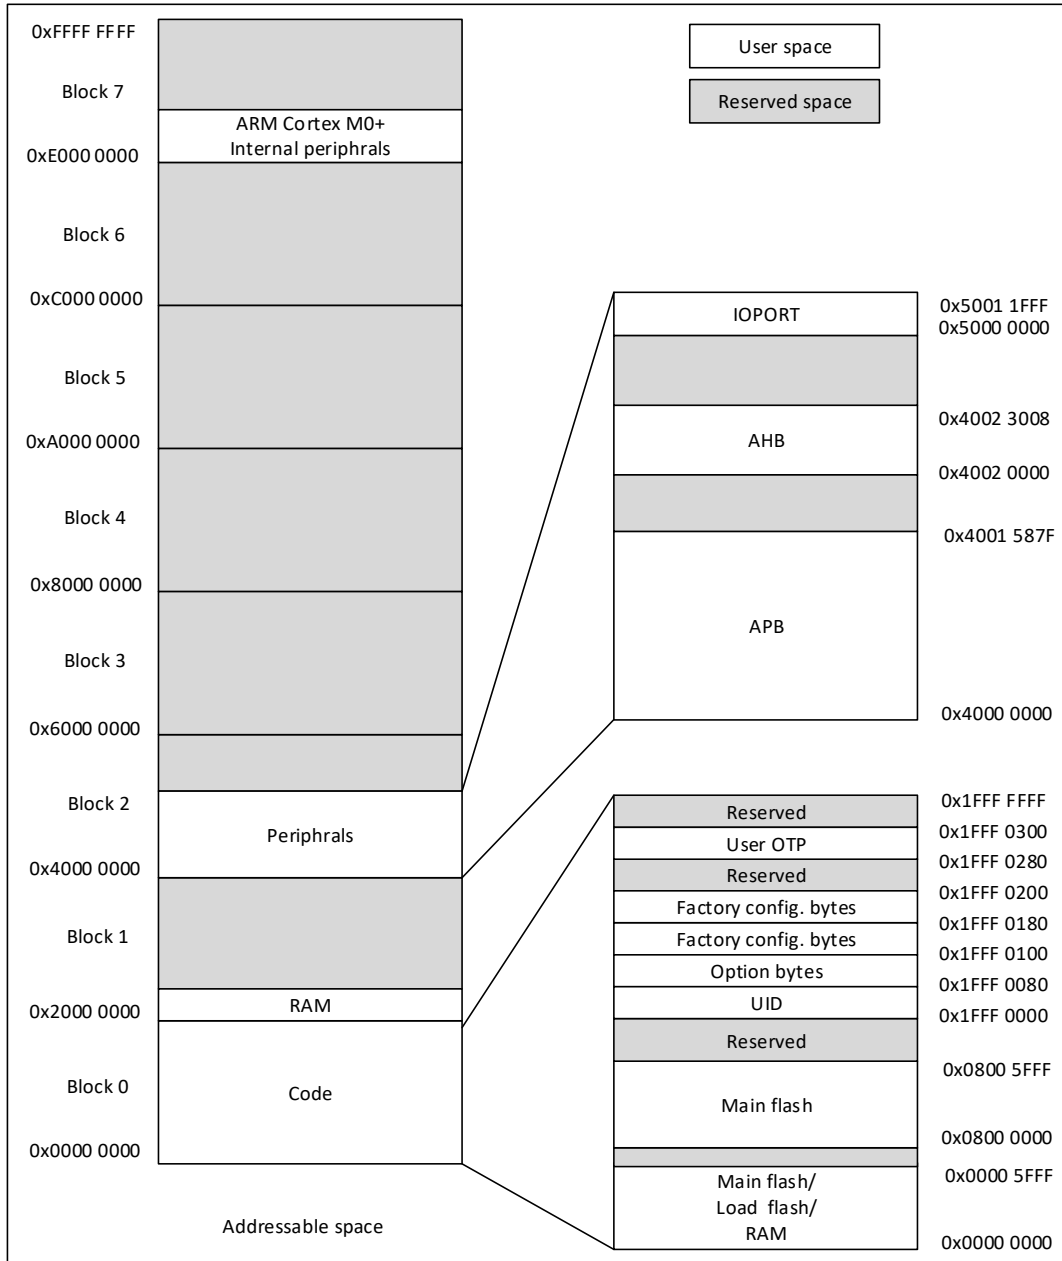 0xFFFF FFFF
Block 7
ARM Cortex M0+
Internal periphrals
0xE000 0000
Block 6
0xC000 0000
Block 5
0xA000 0000
Block 4
0x8000 0000
Block 3
0x6000 0000
Block 2
Periphrals
0x4000 0000
Block 1
RAM
0x2000 0000
Block 0
Code
0x0000 0000
Addressable space
User space
Reserved space
IOPORT
0x5001 1FFF
0x5000 0000
AHB
0x4002 3008
0x4002 0000
0x4001 587F
APB
0x4000 0000
0x1FFF FFFF
Reserved
0x1FFF 0300
User OTP
0x1FFF 0280
Reserved
0x1FFF 0200
Factory config. bytes
0x1FFF 0180
Factory config. bytes
0x1FFF 0100
Option bytes
0x1FFF 0080
UID
0x1FFF 0000
Reserved
0x0800 5FFF
Main flash
0x0800 0000
0x0000 5FFF
Main flash/
Load flash/
RAM
0x0000 0000